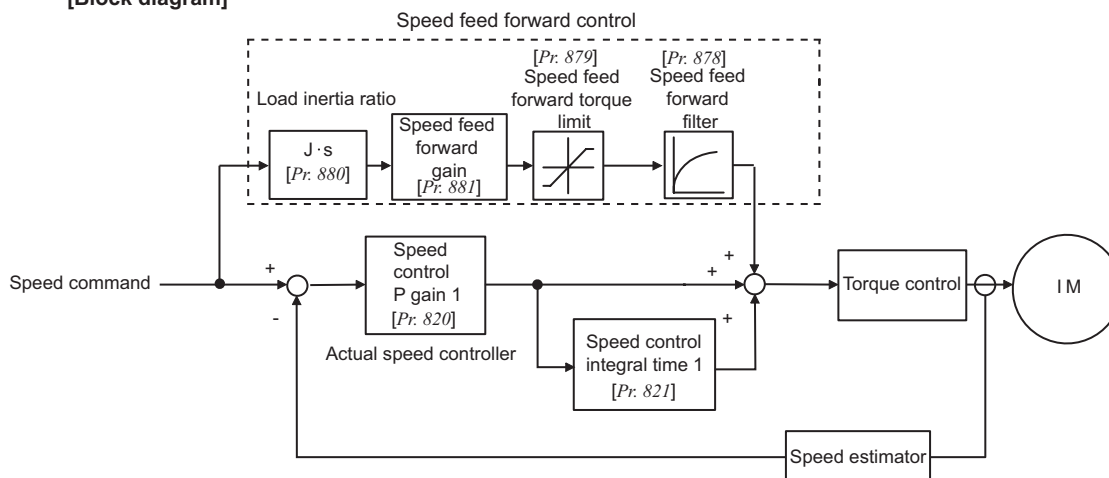 [Block diagram]
Speed feed forward control
[Pr. 879]
Speed feed
forward torque
limit
[Pr. 878]
Speed feed
forward
filter
Load inertia ratio
J·s
[Pr. 880]
Speed feed
forward
gain
[Pr. 881]
Speed command
+
-
Speed
control
P gain 1
[Pr. 820]
Actual speed controller
+
+
+
Speed control
integral time 1
[Pr. 821]
Torque control
IM
Speed estimator